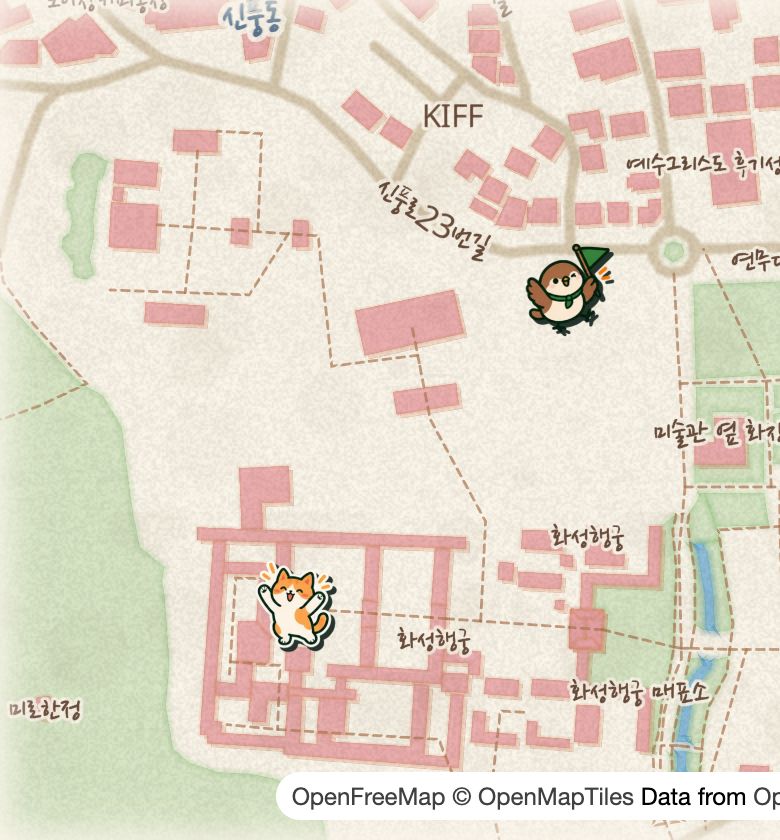 신풍동
KIFF
예수그리스도 후기성
신풍로23번길
연무대
미술관 옆 화장
화성행궁
화성행궁
화성행궁 매표소
미로한정
OpenFreeMap © OpenMapTiles Data from Op